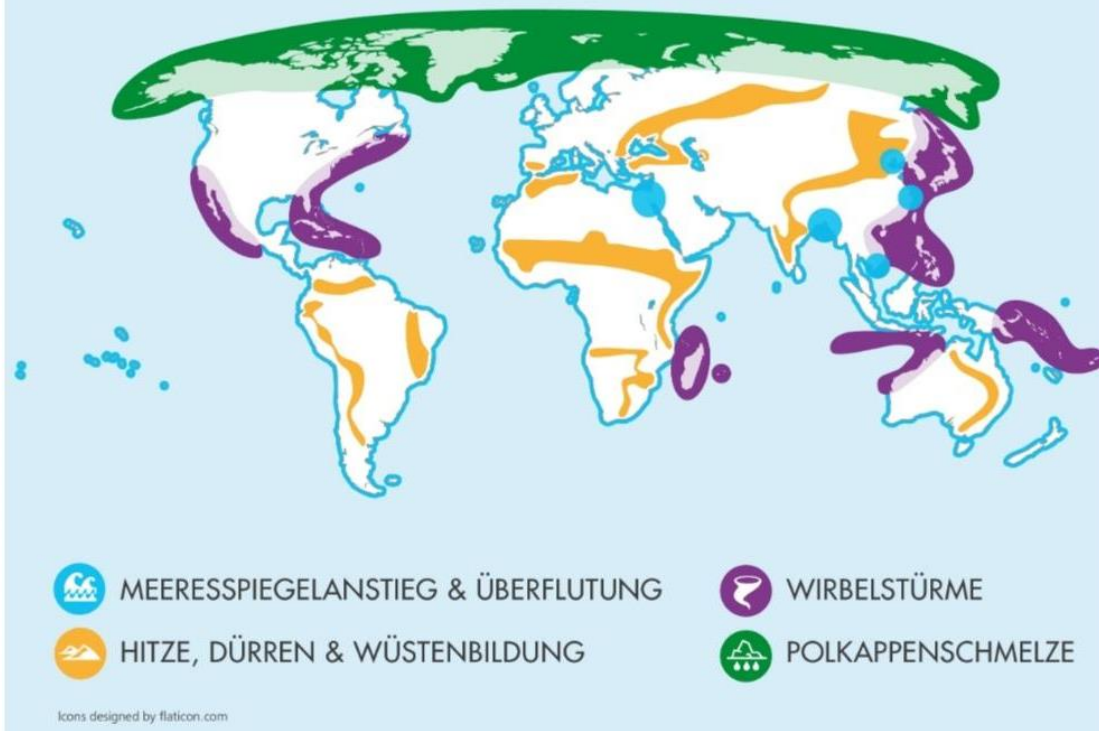 MEERESSPIEGELANSTIEG & ÜBERFLUTUNG
HITZE, DÜRREN & WÜSTENBILDUNG
WIRBELSTÜRME
POLKAPPENSCHMELZE
Icons designed by flaticon.com